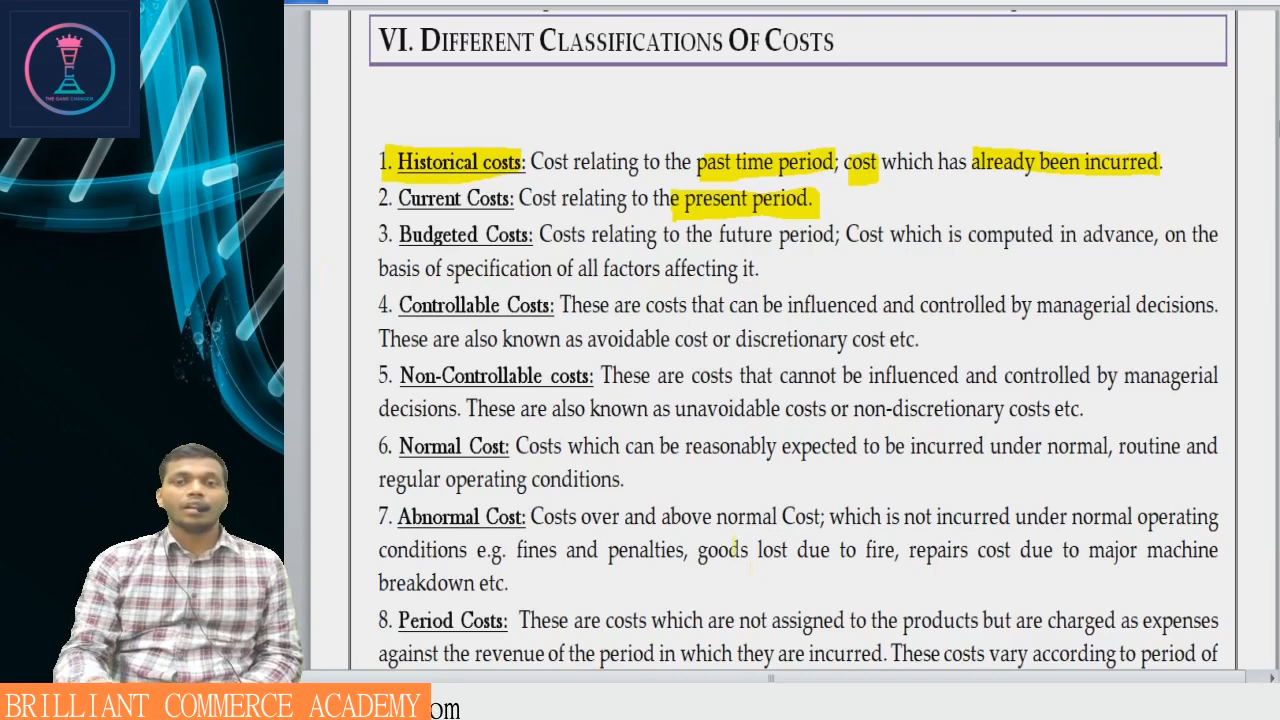 THE GAME CHANGER
VI. DIFFERENT CLASSIFICATIONS OF COSTS
1. Historical costs: Cost relating to the past time period; cost which has already been incurred.
2. Current Costs: Cost relating to the present period.
3. Budgeted Costs: Costs relating to the future period; Cost which is computed in advance, on the
basis of specification of all factors affecting it.
4. Controllable Costs: These are costs that can be influenced and controlled by managerial decisions.
These are also known as avoidable cost or discretionary cost etc.
5. Non-Controllable costs: These are costs that cannot be influenced and controlled by managerial
decisions. These are also known as unavoidable costs or non-discretionary costs etc.
6. Normal Cost: Costs which can be reasonably expected to be incurred under normal, routine and
regular operating conditions.
7. Abnormal Cost: Costs over and above normal Cost; which is not incurred under normal operating
conditions e.g. fines and penalties, goods lost due to fire, repairs cost due to major machine
breakdown etc.
8. Period Costs: These are costs which are not assigned to the products but are charged as expenses
against the revenue of the period in which they are incurred. These costs vary according to period of
BRILLIANT COMMERCE ACADEMY om